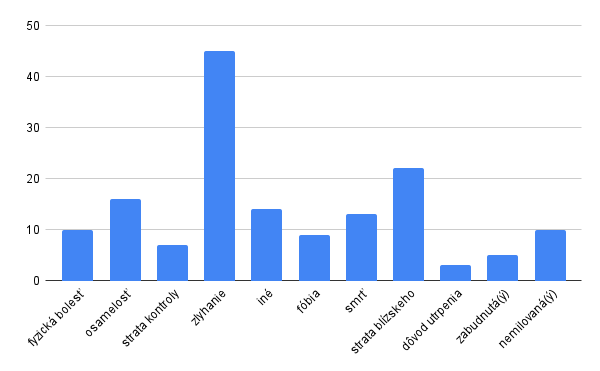 50
40
30
20
10
0
fyzická bolesť
osamelosť
strata kontroly
zlyhanie
iné
fóbia
smrť
strata blízskeho
dôvod utrpenia
zabudnutá(ý)
nemilovaná(ý)